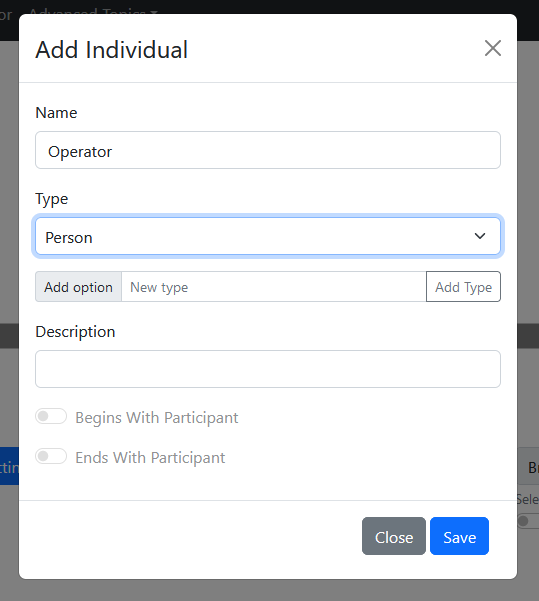 or Advanced Topics
Add Individual
Name
Operator
Type
Person
Add option New type Add Type
Description
Begins With Participant
Ends With Participant
Close Save